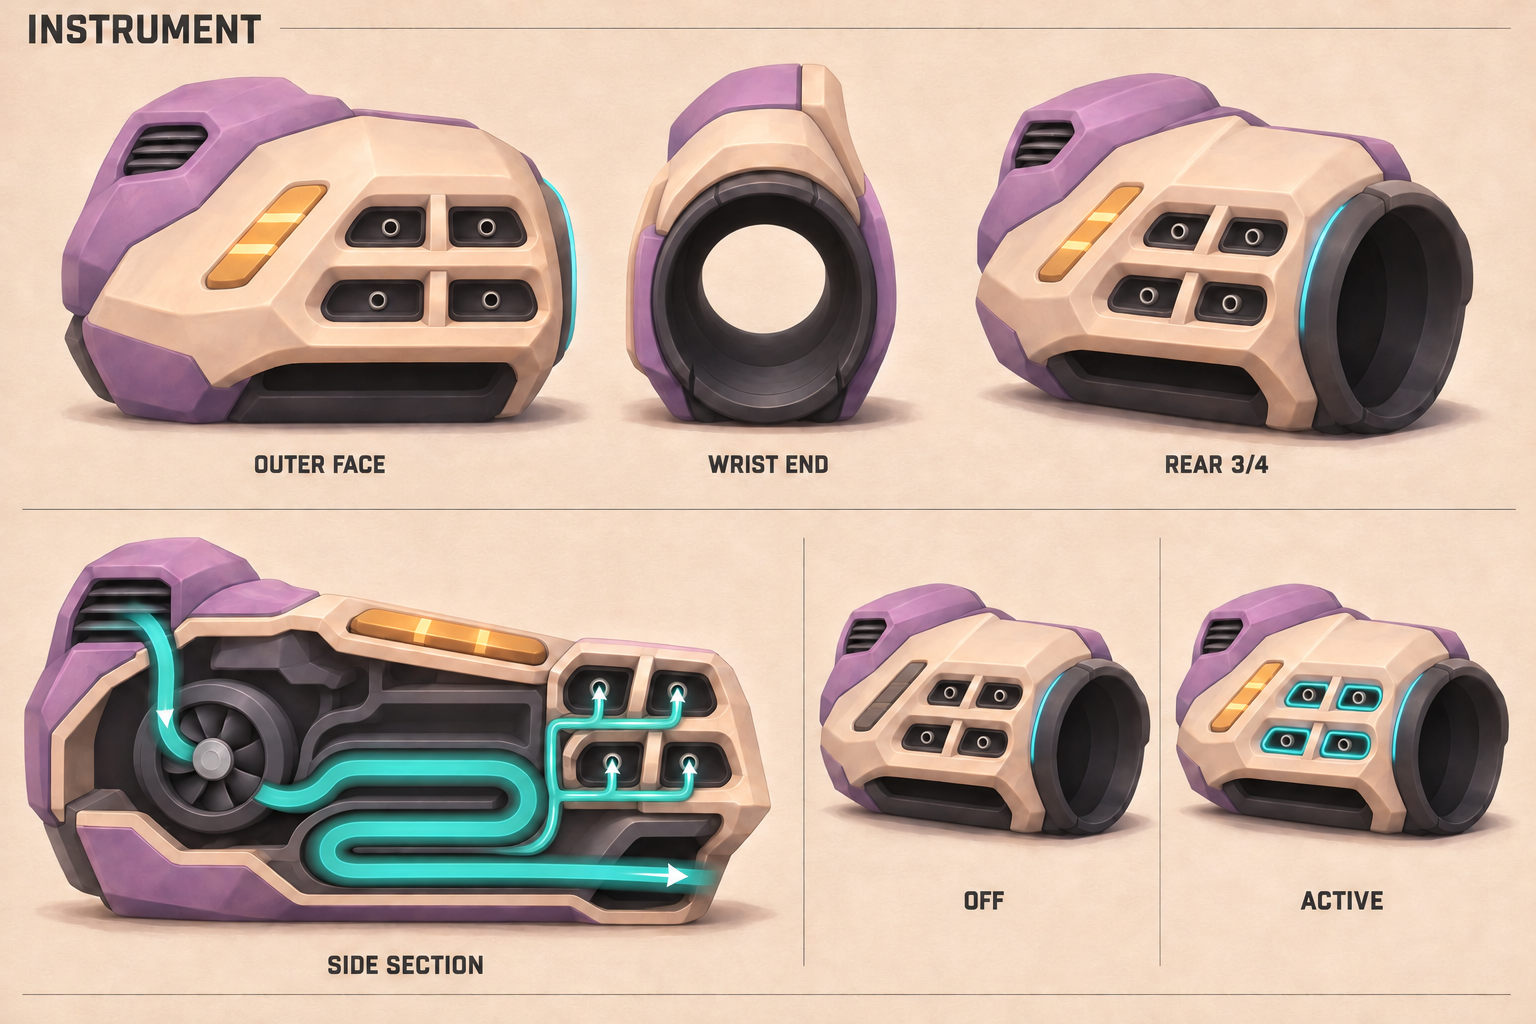 INSTRUMENT
OUTER FACE
WRIST END
REAR 3/4
SIDE SECTION
OFF
ACTIVE